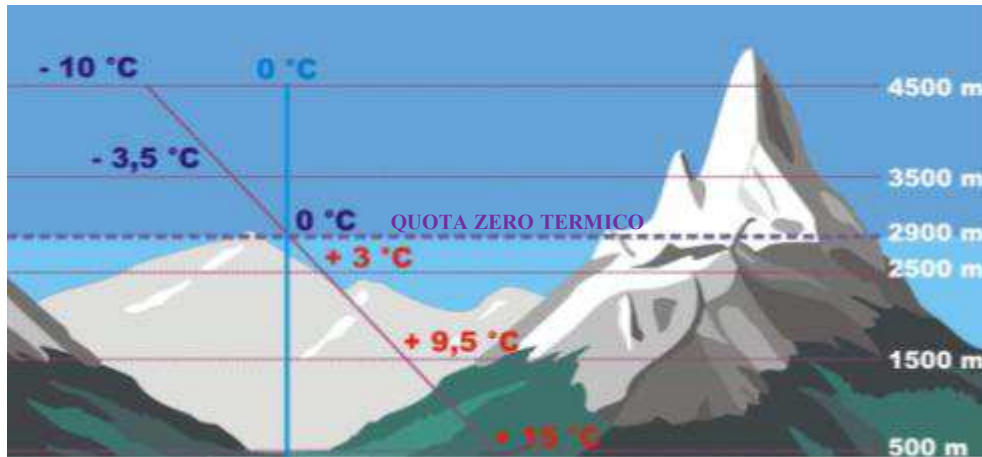 - 10 °C 0 °C 4500 m
- 3,5 °C 3500 m
0 °C QUOTA ZERO TERMICO 2900 m
+ 3 °C 2500 m
+ 9,5 °C 1500 m
+ 15 °C 500 m